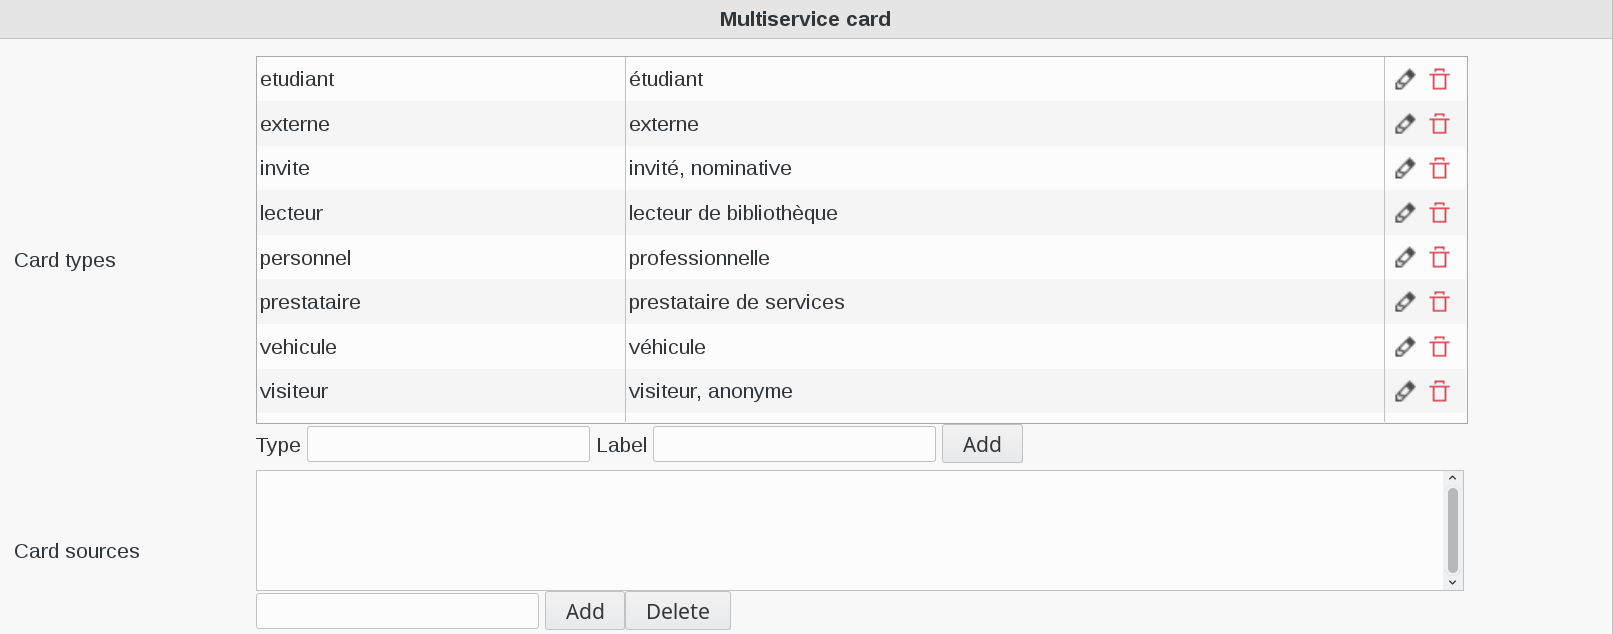 Multiservice card
Card types
etudiant étudiant
externe externe
invite invité, nominative
lecteur lecteur de bibliothèque
personnel professionnelle
prestataire prestataire de services
vehicule véhicule
visiteur visiteur, anonyme
Type Label Add
Card sources
Add Delete